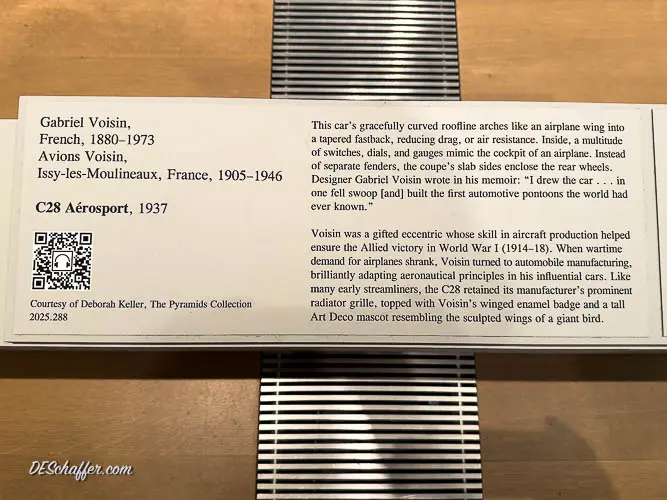 Gabriel Voisin,
French, 1880–1973
Avions Voisin,
Issy-les-Moulineaux, France, 1905–1946
C28 Aérosport, 1937
Courtesy of Deborah Keller, The Pyramids Collection
2025.288
This car's gracefully curved roofline arches like an airplane wing into
a tapered fastback, reducing drag, or air resistance. Inside, a multitude
of switches, dials, and gauges mimic the cockpit of an airplane. Instead
of separate fenders, the coupe's slab sides enclose the rear wheels.
Designer Gabriel Voisin wrote in his memoir: “I drew the car . . . in
one fell swoop [and] built the first automotive pontoons the world had
ever known.”
Voisin was a gifted eccentric whose skill in aircraft production helped
ensure the Allied victory in World War I (1914–18). When wartime
demand for airplanes shrank, Voisin turned to automobile manufacturing,
brilliantly adapting aeronautical principles in his influential cars. Like
many early streamliners, the C28 retained its manufacturer's prominent
radiator grille, topped with Voisin's winged enamel badge and a tall
Art Deco mascot resembling the sculpted wings of a giant bird.
DESchaffer.com